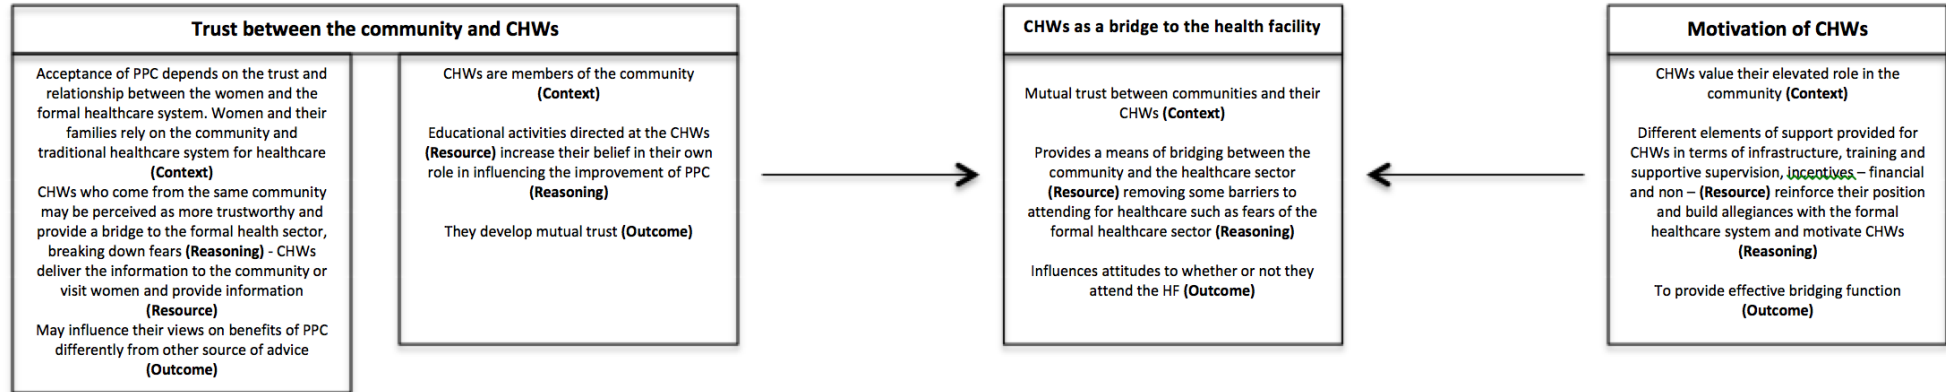 Trust between the community and CHWs
Acceptance of PPC depends on the trust and
relationship between the women and the
formal healthcare system. Women and their
families rely on the community and
traditional healthcare system for healthcare
(Context)
CHWs who come from the same community
may be perceived as more trustworthy and
provide a bridge to the formal health sector,
breaking down fears (Reasoning) - CHWs
deliver the information to the community or
visit women and provide information
(Resource)
May influence their views on benefits of PPC
differently from other source of advice
(Outcome)
CHWs are members of the community
(Context)
Educational activities directed at the CHWs
(Resource) increase their belief in their own
role in influencing the improvement of PPC
(Reasoning)
They develop mutual trust (Outcome)
CHWs as a bridge to the health facility
Mutual trust between communities and their
CHWs (Context)
Provides a means of bridging between the
community and the healthcare sector
(Resource) removing some barriers to
attending for healthcare such as fears of the
formal healthcare sector (Reasoning)
Influences attitudes to whether or not they
attend the HF (Outcome)
Motivation of CHWs
CHWs value their elevated role in the
community (Context)
Different elements of support provided for
CHWs in terms of infrastructure, training and
supportive supervision, incentives – financial
and non – (Resource) reinforce their position
and build allegiances with the formal
healthcare system and motivate CHWs
(Reasoning)
To provide effective bridging function
(Outcome)